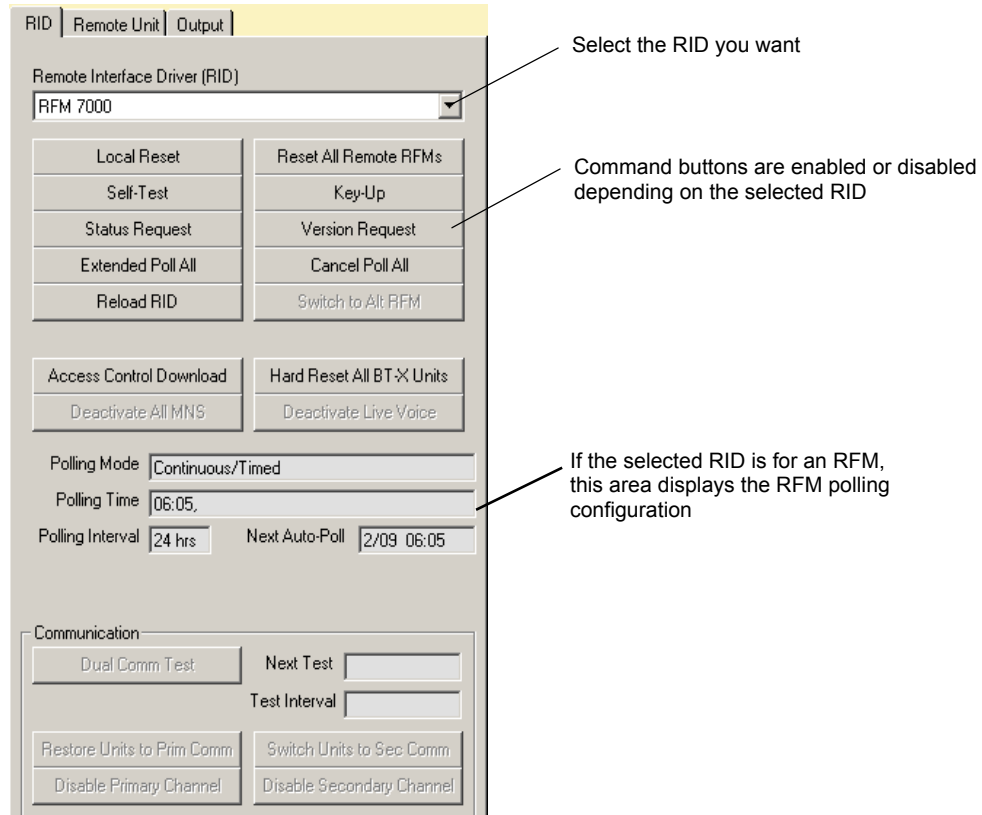 RID Remote Unit Output
Select the RID you want
Remote Interface Driver (RID)
RFM 7000
Local Reset Reset All Remote RFMs
Command buttons are enabled or disabled
depending on the selected RID
Self-Test Key-Up
Status Request Version Request
Extended Poll All Cancel Poll All
Reload RID Switch to Alt RFM
Access Control Download Hard Reset All BT-X Units
Deactivate All MNS Deactivate Live Voice
Polling Mode Continuous/Timed
If the selected RID is for an RFM,
this area displays the RFM polling
configuration
Polling Time 06:05,
Polling Interval 24 hrs Next Auto-Poll 2/09 06:05
Communication
Dual Comm Test Next Test
Test Interval
Restore Units to Prim Comm Switch Units to Sec Comm
Disable Primary Channel Disable Secondary Channel